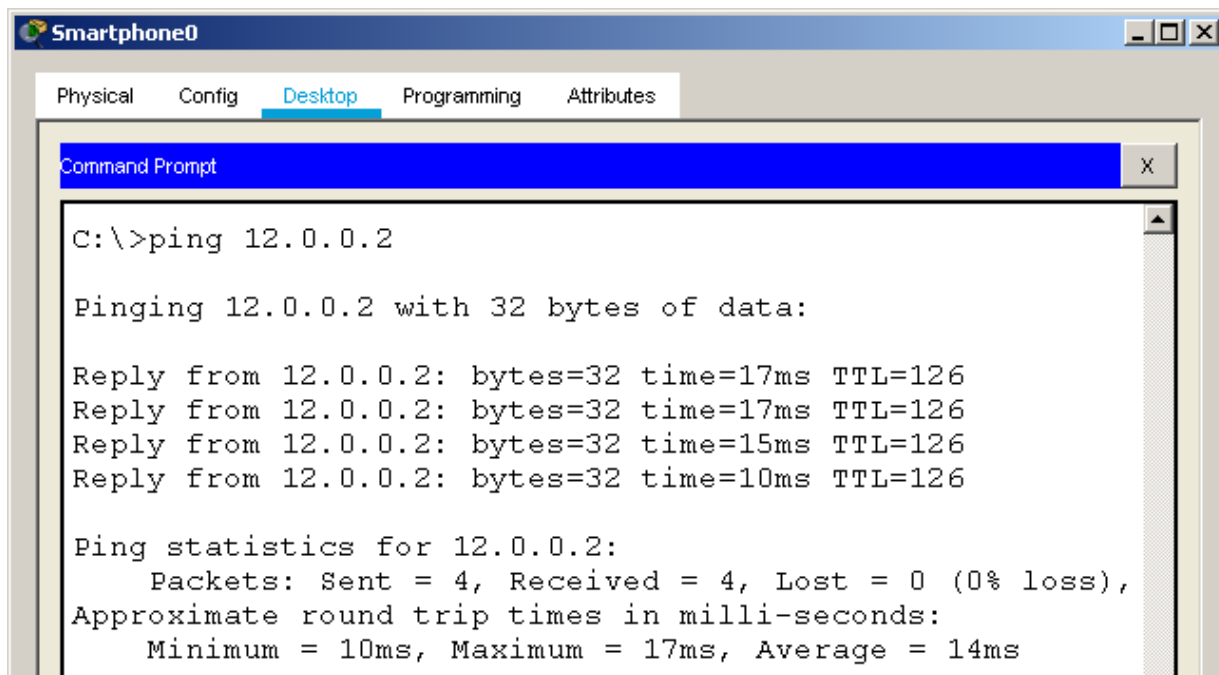 Smartphone0
Physical Config Desktop Programming Attributes
Command Prompt X
C:\>ping 12.0.0.2
Pinging 12.0.0.2 with 32 bytes of data:
Reply from 12.0.0.2: bytes=32 time=17ms TTL=126
Reply from 12.0.0.2: bytes=32 time=17ms TTL=126
Reply from 12.0.0.2: bytes=32 time=15ms TTL=126
Reply from 12.0.0.2: bytes=32 time=10ms TTL=126
Ping statistics for 12.0.0.2:
Packets: Sent = 4, Received = 4, Lost = 0 (0% loss),
Approximate round trip times in milli-seconds:
Minimum = 10ms, Maximum = 17ms, Average = 14ms